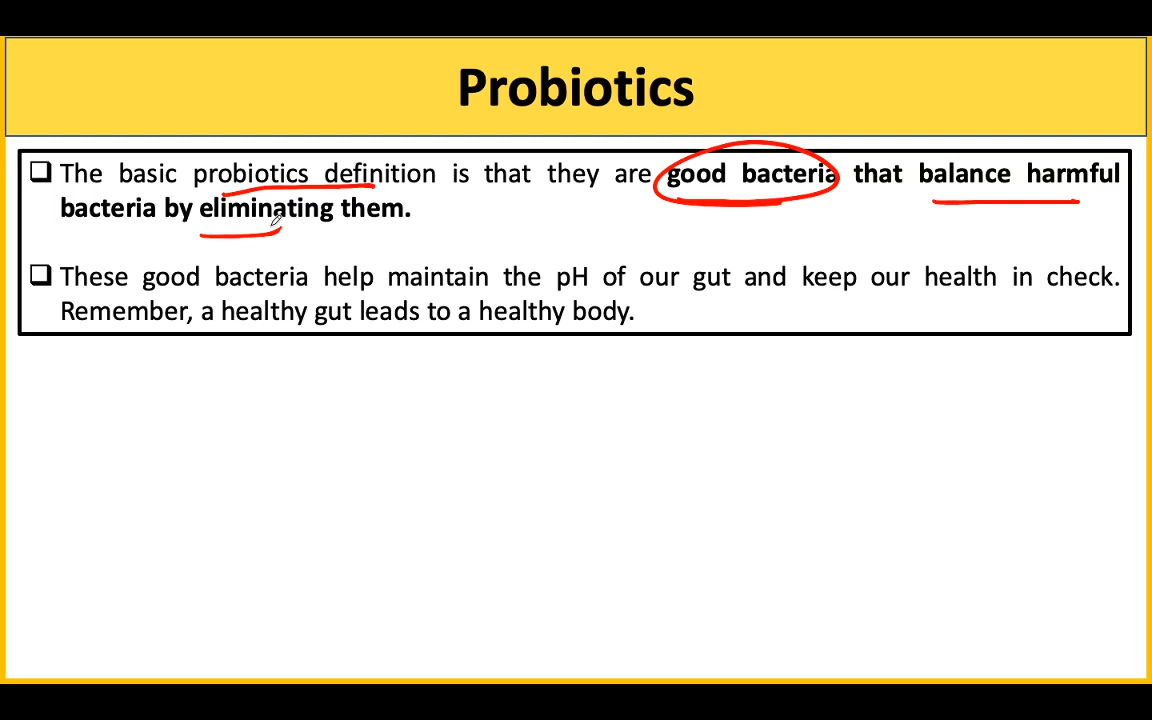 Probiotics
The basic probiotics definition is that they are good bacteria that balance harmful
bacteria by eliminating them.
These good bacteria help maintain the pH of our gut and keep our health in check.
Remember, a healthy gut leads to a healthy body.